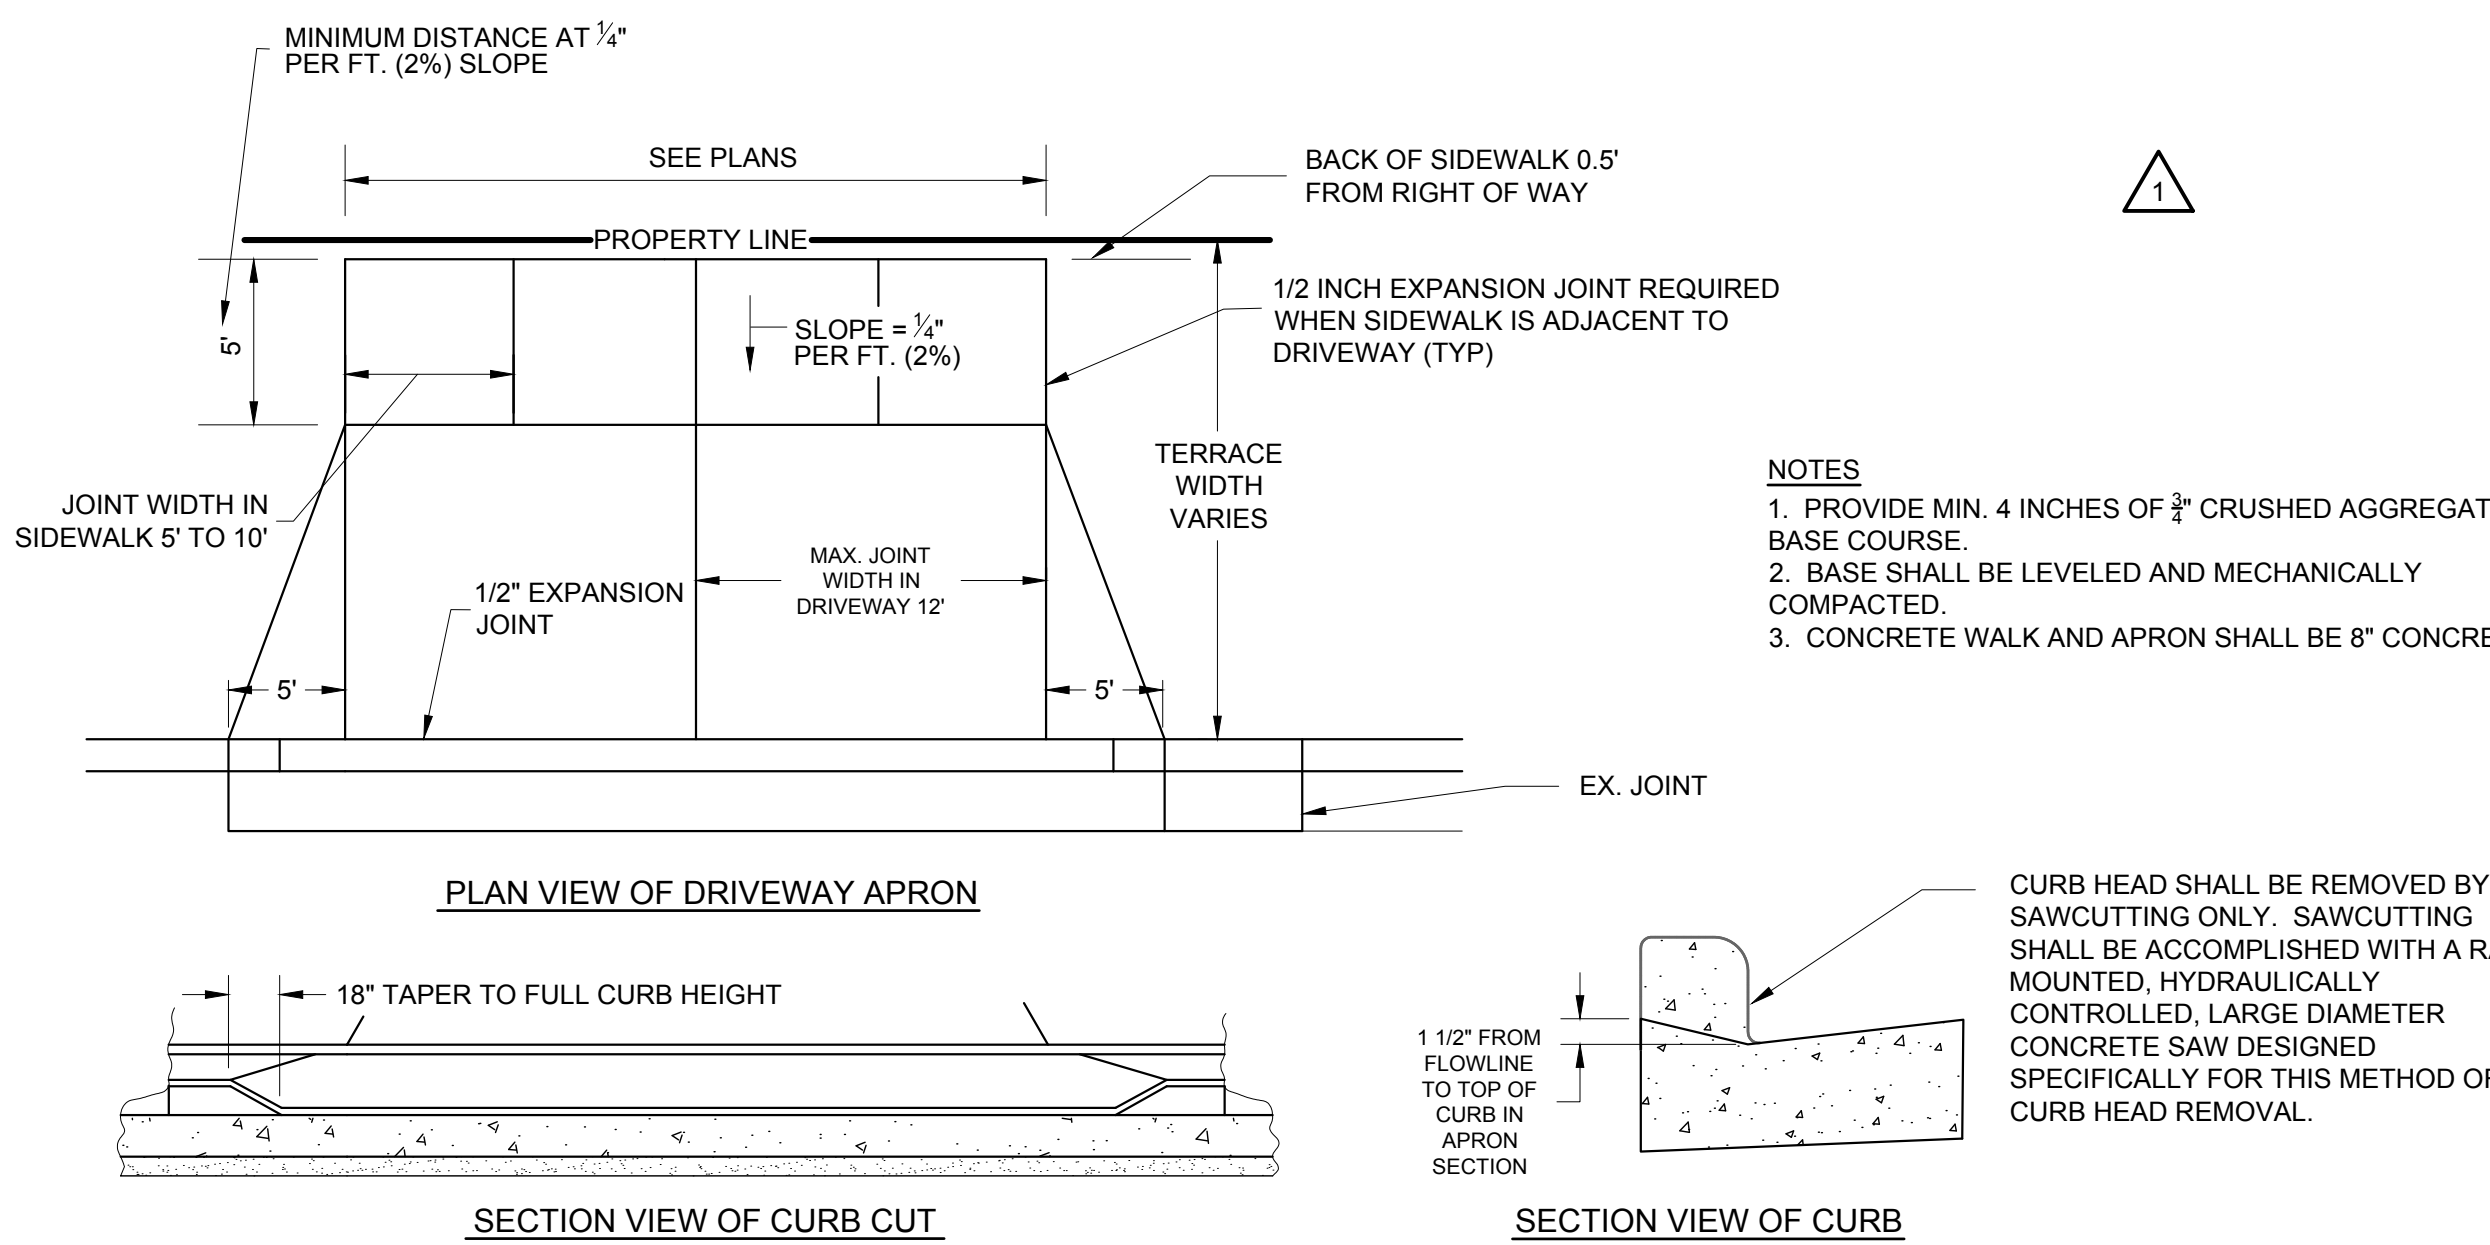 MINIMUM DISTANCE AT ¼"
PER FT. (2%) SLOPE
SEE PLANS
BACK OF SIDEWALK 0.5'
FROM RIGHT OF WAY
1
PROPERTY LINE
1/2 INCH EXPANSION JOINT REQUIRED
WHEN SIDEWALK IS ADJACENT TO
DRIVEWAY (TYP)
SLOPE = ¼"
PER FT. (2%)
5'
JOINT WIDTH IN
SIDEWALK 5' TO 10'
TERRACE
WIDTH
VARIES
MAX. JOINT
WIDTH IN
DRIVEWAY 12'
1/2" EXPANSION
JOINT
5'
5'
NOTES
1. PROVIDE MIN. 4 INCHES OF ¾" CRUSHED AGGREGAT
BASE COURSE.
2. BASE SHALL BE LEVELED AND MECHANICALLY
COMPACTED.
3. CONCRETE WALK AND APRON SHALL BE 8" CONCRE
EX. JOINT
PLAN VIEW OF DRIVEWAY APRON
18" TAPER TO FULL CURB HEIGHT
SECTION VIEW OF CURB CUT
1 1/2" FROM
FLOWLINE
TO TOP OF
CURB IN
APRON
SECTION
CURB HEAD SHALL BE REMOVED BY
SAWCUTTING ONLY. SAWCUTTING
SHALL BE ACCOMPLISHED WITH A RA
MOUNTED, HYDRAULICALLY
CONTROLLED, LARGE DIAMETER
CONCRETE SAW DESIGNED
SPECIFICALLY FOR THIS METHOD OF
CURB HEAD REMOVAL.
SECTION VIEW OF CURB